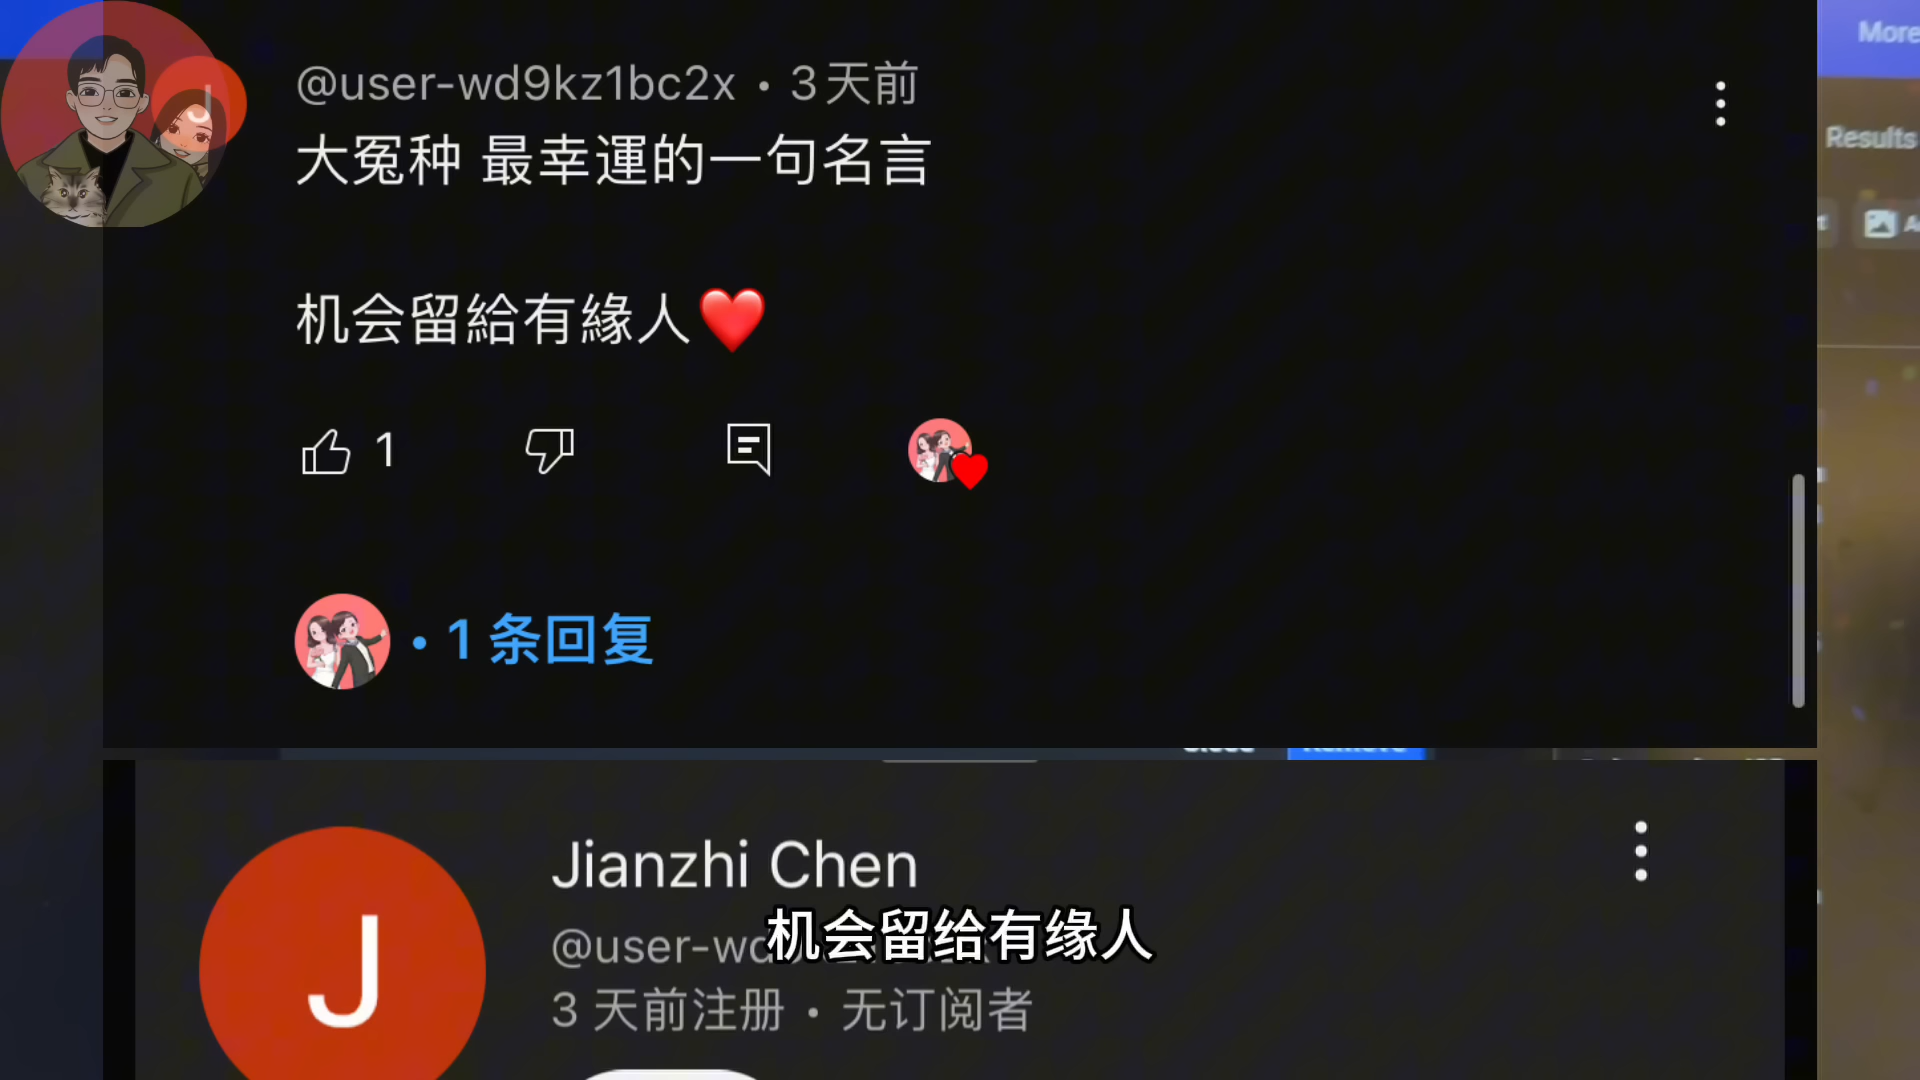 More
@user-wd9kz1bc2x • 3天前
大冤种 最幸運的一句名言
Results
机会留給有緣人❤️
1
• 1 条回复
J
Jianzhi Chen
@user-wd
机会留给有缘人
3 天前注册 • 无订阅者